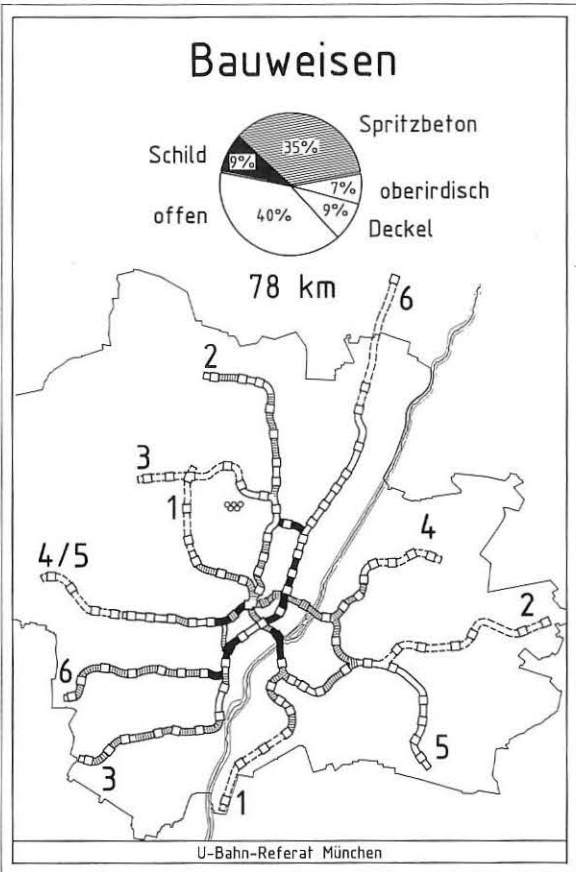 Bauweisen
Spritzbeton
35%
Schild
9%
7%
oberirdisch
offen
40%
9%
Deckel
78 km
6
2
3
1
4
4/5
2
6
5
3
1
U-Bahn-Referat München